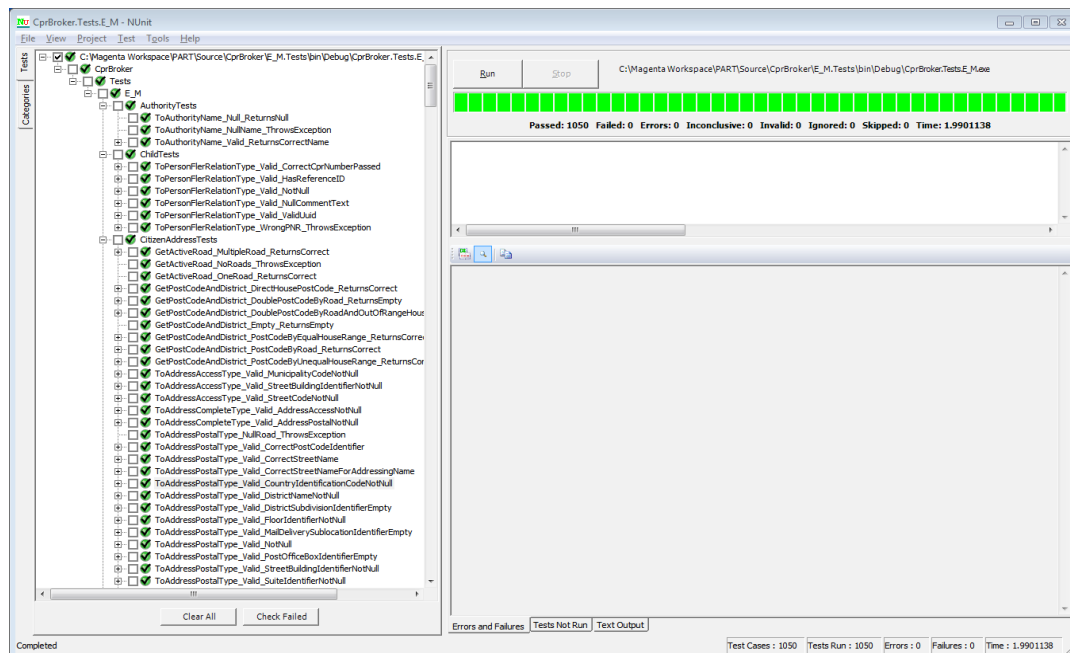 CprBroker.Tests.E_M - NUnit
File View Project Test Tools Help
Tests
Categories
C:\Magenta Workspace\PART\Source\CprBroker\E_M.Tests\bin\Debug\CprBroker.Tests.E_
CprBroker
Tests
E_M
AuthorityTests
ToAuthorityName_Null_ReturnsNull
ToAuthorityName_NullName_ThrowsException
ToAuthorityName_Valid_ReturnsCorrectName
ChildTests
ToPersonFlerRelationType_Valid_CorrectCprNumberPassed
ToPersonFlerRelationType_Valid_HasReferenceID
ToPersonFlerRelationType_Valid_NotNull
ToPersonFlerRelationType_Valid_NullCommentText
ToPersonFlerRelationType_Valid_ValidUuid
ToPersonFlerRelationType_WrongPNR_ThrowsException
CitizenAddressTests
GetActiveRoad_MultipleRoad_ReturnsCorrect
GetActiveRoad_NoRoads_ThrowsException
GetActiveRoad_OneRoad_ReturnsCorrect
GetPostCodeAndDistrict_DirectHousePostCode_ReturnsCorrect
GetPostCodeAndDistrict_DoublePostCodeByRoad_ReturnsEmpty
GetPostCodeAndDistrict_DoublePostCodeByRoadAndOutOfRangeHous
GetPostCodeAndDistrict_Empty_ReturnsEmpty
GetPostCodeAndDistrict_PostCodeByEqualHouseRange_ReturnsCorre
GetPostCodeAndDistrict_PostCodeByRoad_ReturnsCorrect
GetPostCodeAndDistrict_PostCodeByUnequalHouseRange_ReturnsCor
ToAddressAccessType_Valid_MunicipalityCodeNotNull
ToAddressAccessType_Valid_StreetBuildingIdentifierNotNull
ToAddressAccessType_Valid_StreetCodeNotNull
ToAddressCompleteType_Valid_AddressAccessNotNull
ToAddressCompleteType_Valid_AddressPostalNotNull
ToAddressPostalType_NullRoad_ThrowsException
ToAddressPostalType_Valid_CorrectPostCodeIdentifier
ToAddressPostalType_Valid_CorrectStreetName
ToAddressPostalType_Valid_CorrectStreetNameForAddressingName
ToAddressPostalType_Valid_CountryIdentificationCodeNotNull
ToAddressPostalType_Valid_DistrictNameNotNull
ToAddressPostalType_Valid_DistrictSubdivisionIdentifierEmpty
ToAddressPostalType_Valid_FloorIdentifierNotNull
ToAddressPostalType_Valid_MailDeliverySublocationIdentifierEmpty
ToAddressPostalType_Valid_NotNull
ToAddressPostalType_Valid_PostOfficeBoxIdentifierEmpty
ToAddressPostalType_Valid_StreetBuildingIdentifierNotNull
ToAddressPostalType_Valid_SuiteIdentifierNotNull
Clear All Check Failed
Run Stop C:\Magenta Workspace\PART\Source\CprBroker\E_M.Tests\bin\Debug\CprBroker.Tests.E_M.exe
Passed: 1050 Failed: 0 Errors: 0 Inconclusive: 0 Invalid: 0 Ignored: 0 Skipped: 0 Time: 1.9901138
Errors and Failures Tests Not Run Text Output
Completed Test Cases : 1050 Tests Run : 1050 Errors : 0 Failures : 0 Time : 1.9901138